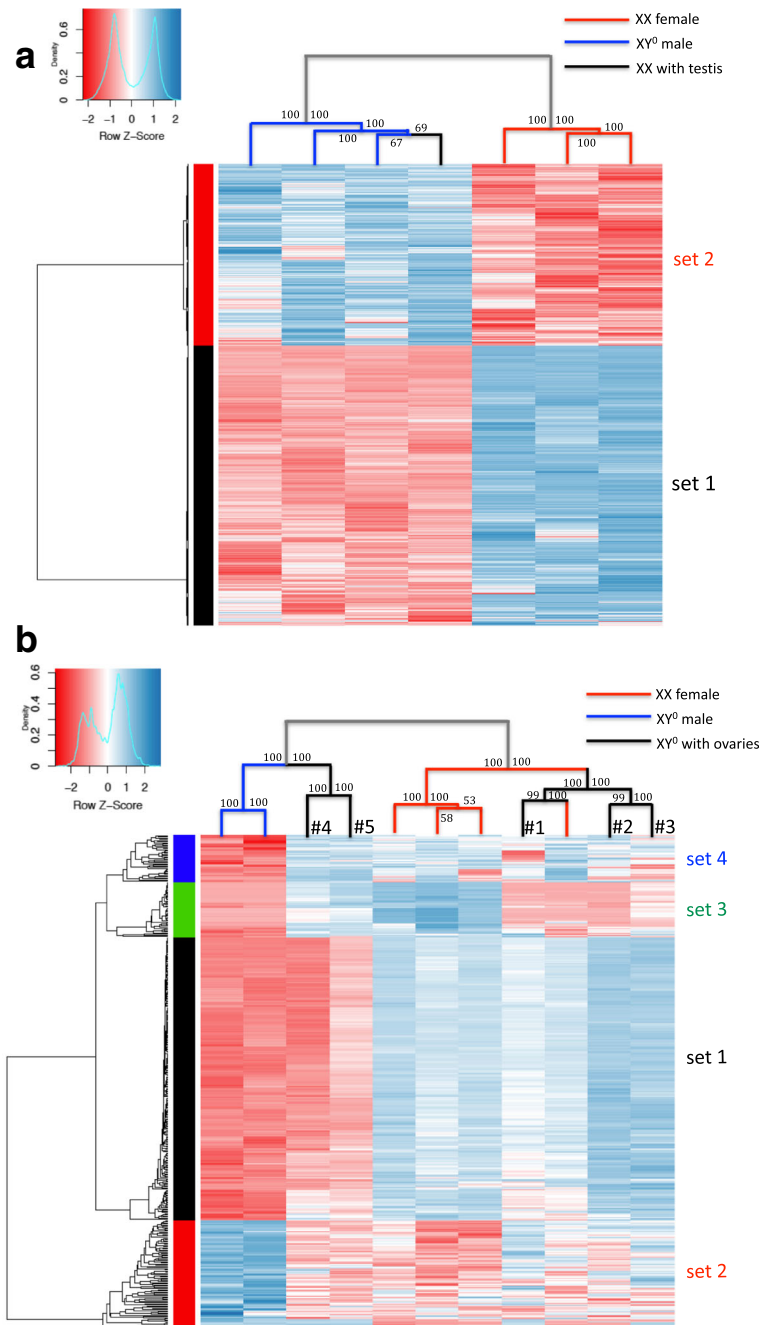 a
Density
0 0.2 0.6
−2 −1 0 1 2
Row Z-Score
XX female
XY⁰ male
XX with testis
100 100
100
69
100
67
100 100
100
set 2
set 1
b
Density
0 0.2 0.4 0.6
−2 0 2
Row Z-Score
XX female
XY⁰ male
XY⁰ with ovaries
100 100
100 100
100 100
100 100
100 100
100 100
53
58
99 100
99 100
#4 #5 #1 #2 #3
set 4
set 3
set 1
set 2